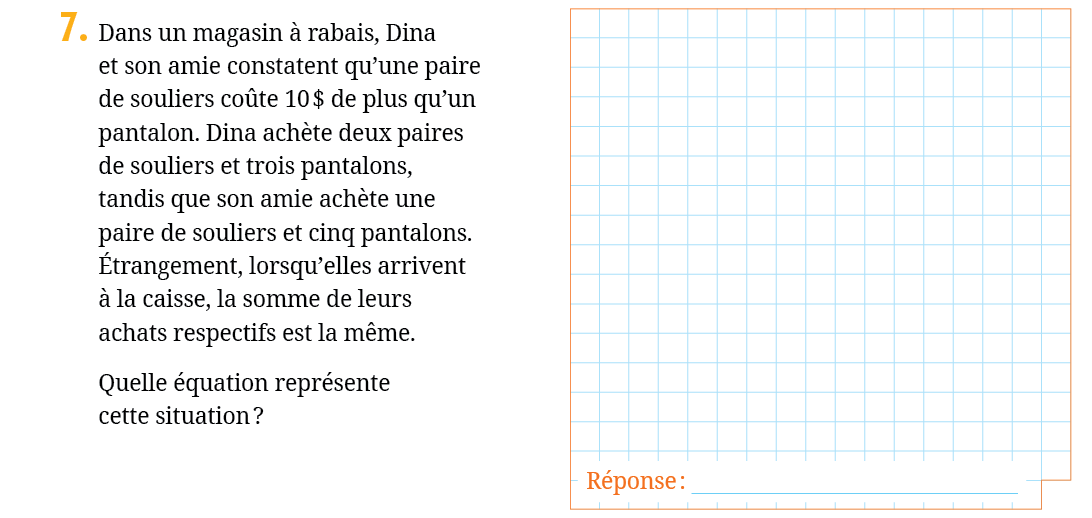 7. Dans un magasin à rabais, Dina
et son amie constatent qu’une paire
de souliers coûte 10 $ de plus qu’un
pantalon. Dina achète deux paires
de souliers et trois pantalons,
tandis que son amie achète une
paire de souliers et cinq pantalons.
Étrangement, lorsqu’elles arrivent
à la caisse, la somme de leurs
achats respectifs est la même.
Quelle équation représente
cette situation ?
Réponse :